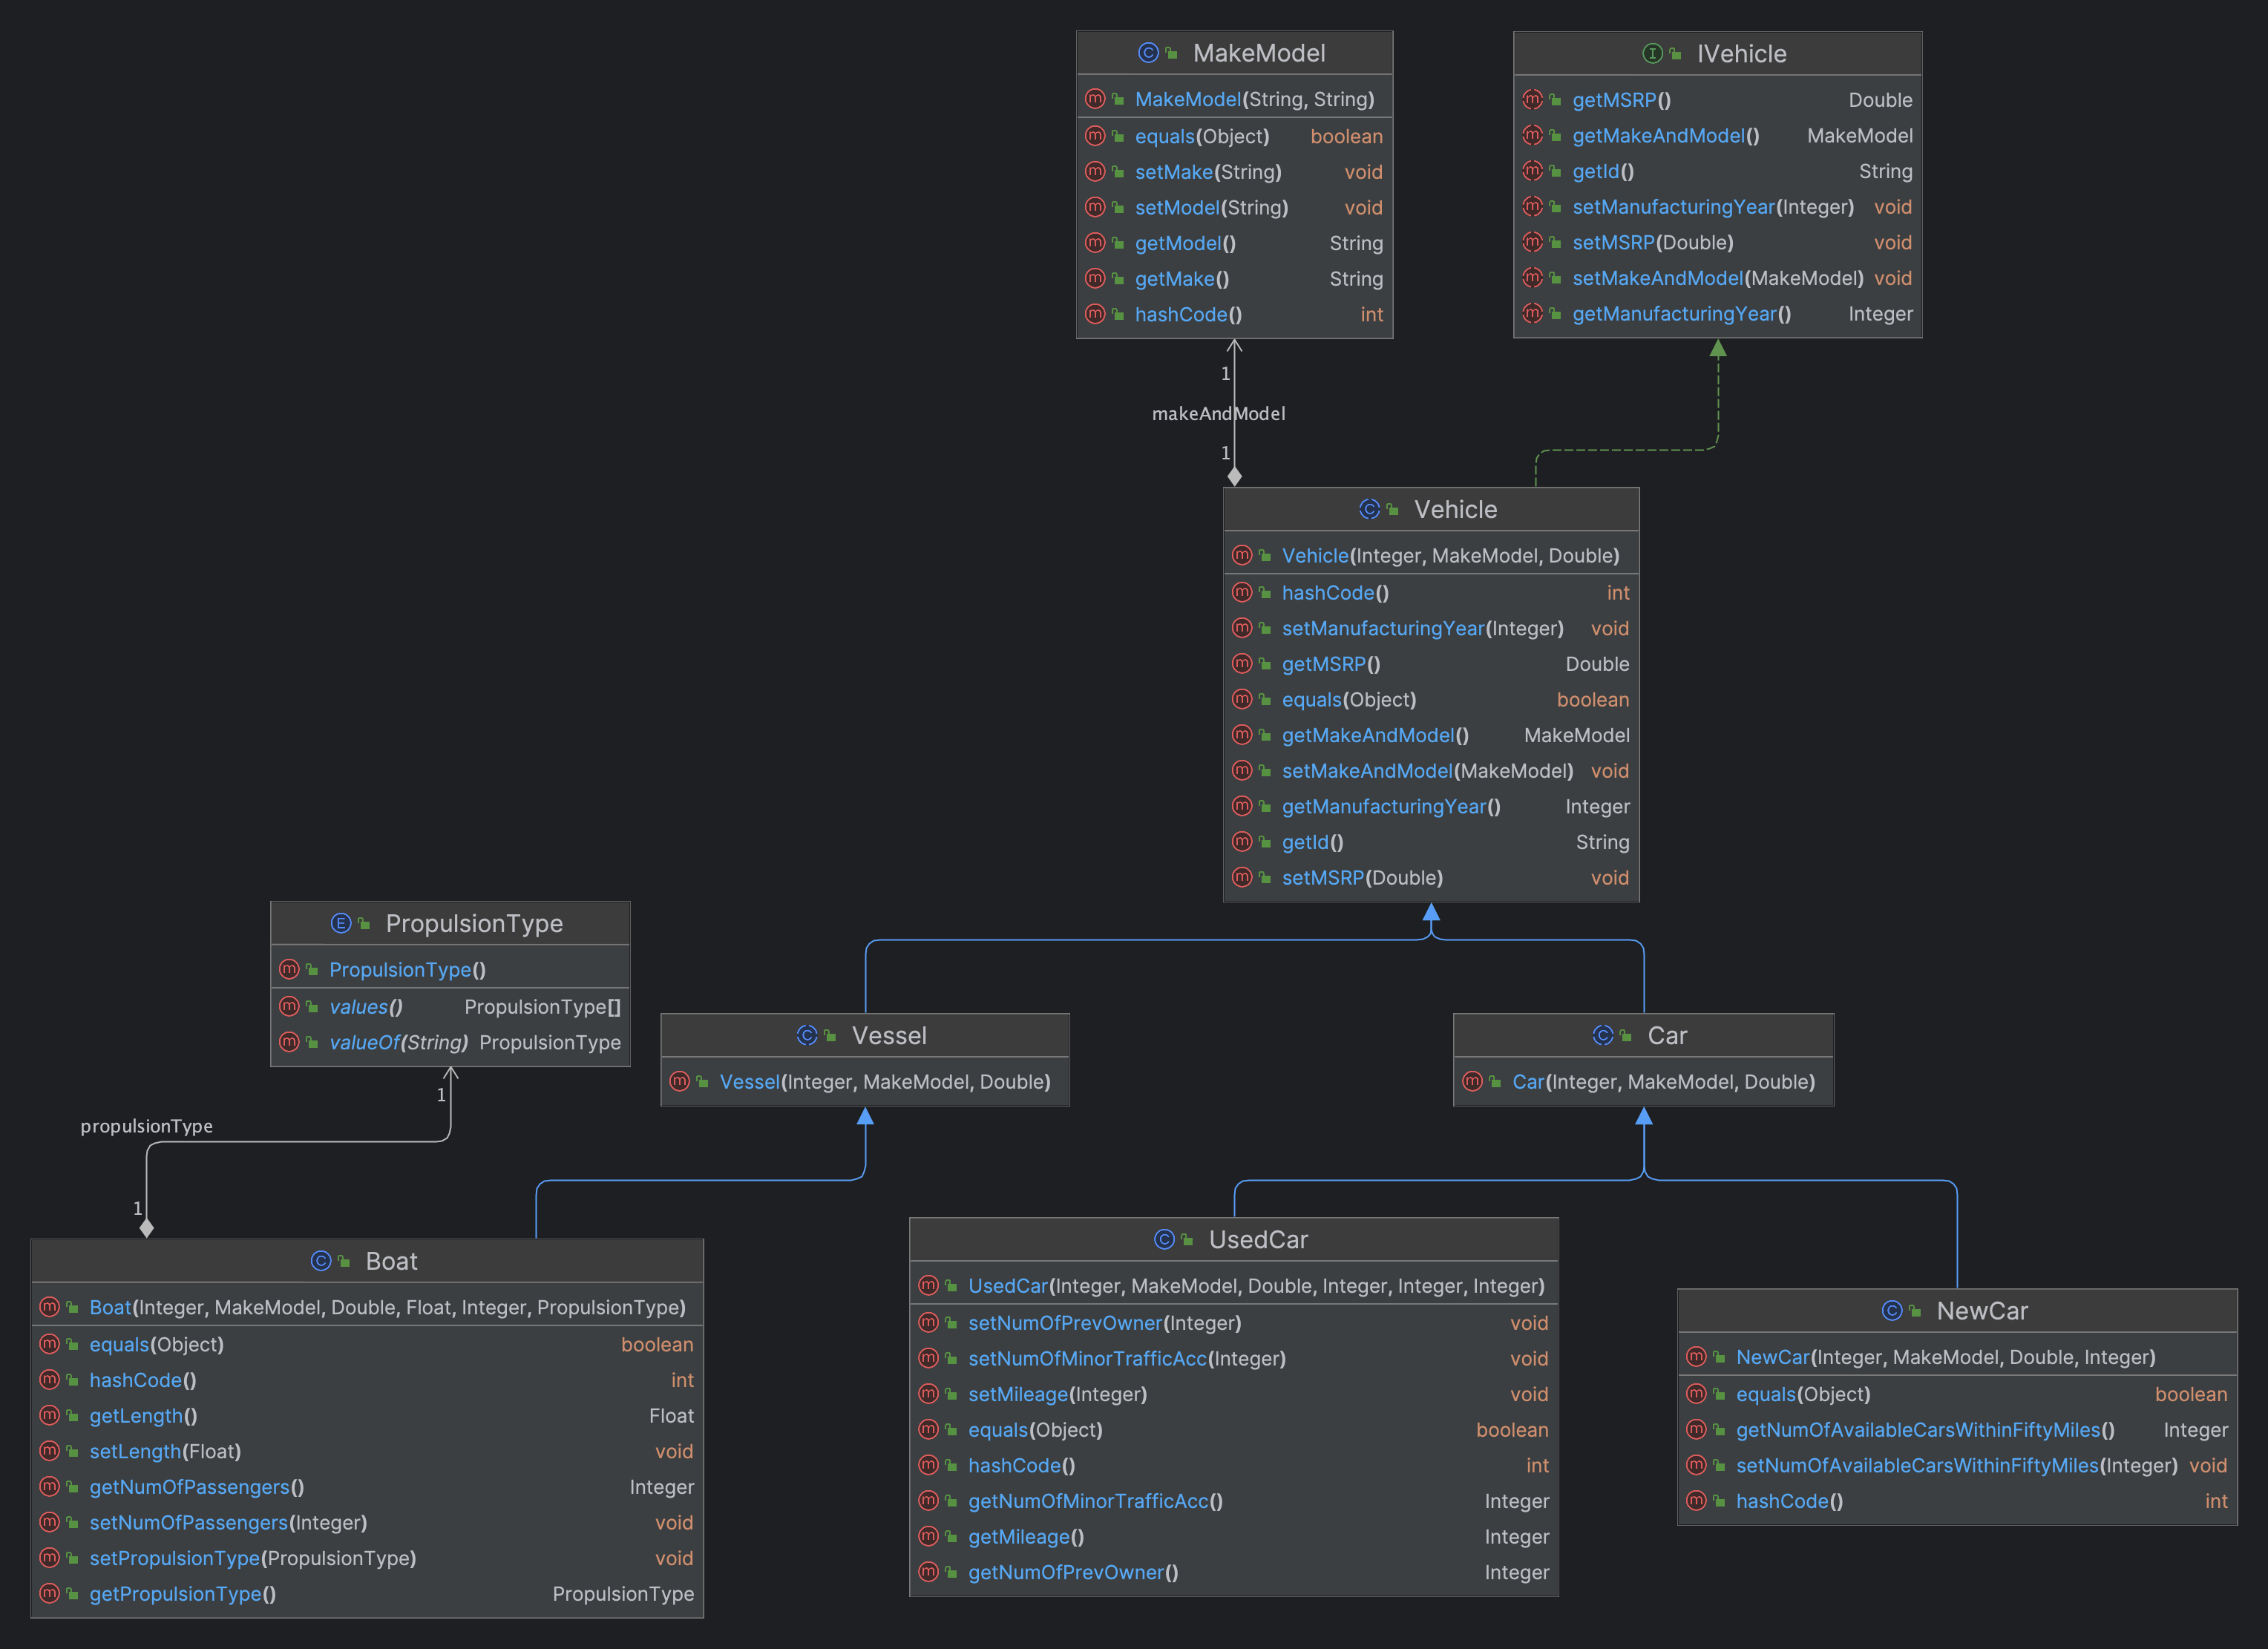 MakeModel
MakeModel(String, String)
equals(Object) boolean
setMake(String) void
setModel(String) void
getModel() String
getMake() String
hashCode() int
IVehicle
getMSRP() Double
getMakeAndModel() MakeModel
getId() String
setManufacturingYear(Integer) void
setMSRP(Double) void
setMakeAndModel(MakeModel) void
getManufacturingYear() Integer
1
makeAndModel
1
Vehicle
Vehicle(Integer, MakeModel, Double)
hashCode() int
setManufacturingYear(Integer) void
getMSRP() Double
equals(Object) boolean
getMakeAndModel() MakeModel
setMakeAndModel(MakeModel) void
getManufacturingYear() Integer
getId() String
setMSRP(Double) void
PropulsionType
PropulsionType()
values() PropulsionType[]
valueOf(String) PropulsionType
1
propulsionType
1
Vessel
Vessel(Integer, MakeModel, Double)
Car
Car(Integer, MakeModel, Double)
Boat
Boat(Integer, MakeModel, Double, Float, Integer, PropulsionType)
equals(Object) boolean
hashCode() int
getLength() Float
setLength(Float) void
getNumOfPassengers() Integer
setNumOfPassengers(Integer) void
setPropulsionType(PropulsionType) void
getPropulsionType() PropulsionType
UsedCar
UsedCar(Integer, MakeModel, Double, Integer, Integer, Integer)
setNumOfPrevOwner(Integer) void
setNumOfMinorTrafficAcc(Integer) void
setMileage(Integer) void
equals(Object) boolean
hashCode() int
getNumOfMinorTrafficAcc() Integer
getMileage() Integer
getNumOfPrevOwner() Integer
NewCar
NewCar(Integer, MakeModel, Double, Integer)
equals(Object) boolean
getNumOfAvailableCarsWithinFiftyMiles() Integer
setNumOfAvailableCarsWithinFiftyMiles(Integer) void
hashCode() int